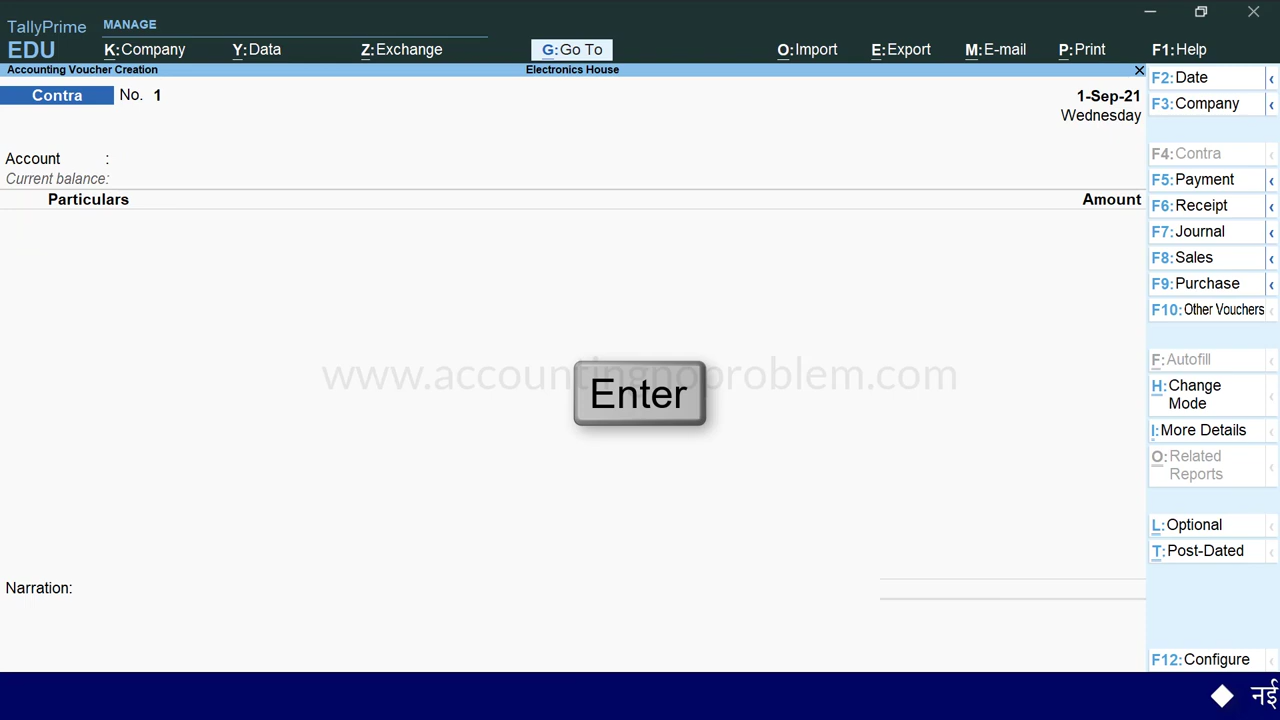 TallyPrime
EDU
MANAGE
K:Company Y:Data Z:Exchange G:Go To O:Import E:Export M:E-mail P:Print F1:Help
Accounting Voucher Creation Electronics House
Contra No. 1 1-Sep-21
Wednesday
Account :
Current balance:
Particulars Amount
www.accountingnoproblem.com
Enter
Narration:
F2:Date
F3:Company
F4:Contra
F5:Payment
F6:Receipt
F7:Journal
F8:Sales
F9:Purchase
F10:Other Vouchers
F:Autofill
H:Change
Mode
I:More Details
O:Related
Reports
L:Optional
T:Post-Dated
F12:Configure
नई